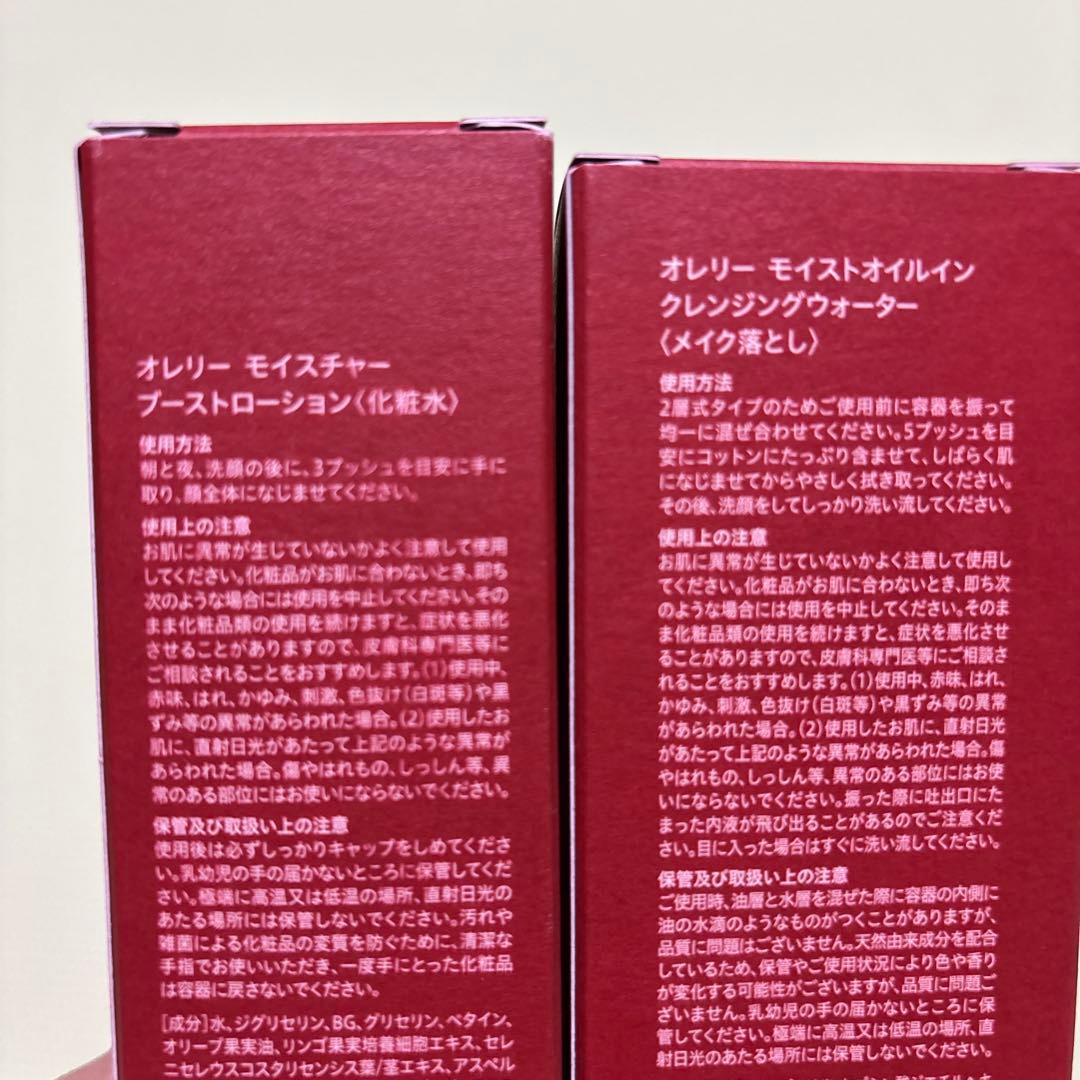 オレリー モイスチャー
ブーストローション〈化粧水〉
使用方法
朝と夜、洗顔の後に、3プッシュを目安に手に
取り、顔全体になじませてください。
使用上の注意
お肌に異常が生じていないかよく注意して使用
してください。化粧品がお肌に合わないとき、即ち
次のような場合には使用を中止してください。その
まま化粧品類の使用を続けますと、症状を悪化
させることがありますので、皮膚科専門医等に
ご相談されることをおすすめします。(1)使用中、
赤味、はれ、かゆみ、刺激、色抜け(白斑等)や黒
ずみ等の異常があらわれた場合。(2)使用したお
肌に、直射日光があたって上記のような異常が
あらわれた場合。傷やはれもの、しっしん等、異
常のある部位にはお使いにならないでください。
保管及び取扱い上の注意
使用後は必ずしっかりキャップをしめてくださ
い。乳幼児の手の届かないところに保管してくだ
さい。極端に高温又は低温の場所、直射日光の
あたる場所には保管しないでください。汚れや
雑菌による化粧品の変質を防ぐために、清潔な
手指でお使いいただき、一度手にとった化粧品
は容器に戻さないでください。
[成分]水、ジグリセリン、BG、グリセリン、ベタイン、
オリーブ果実油、リンゴ果実培養細胞エキス、セレ
ニセレウスコスタリセンシス葉/茎エキス、アスペル
オレリー モイストオイルイン
クレンジングウォーター
〈メイク落とし〉
使用方法
2層式タイプのためご使用前に容器を振って
均一に混ぜ合わせてください。5プッシュを目
安にコットンにたっぷり含ませて、しばらく肌
になじませてからやさしく拭き取ってください。
その後、洗顔をしてしっかり洗い流してください。
使用上の注意
お肌に異常が生じていないかよく注意して使用し
てください。化粧品がお肌に合わないとき、即ち次
のような場合には使用を中止してください。そのま
ま化粧品類の使用を続けますと、症状を悪化させ
ることがありますので、皮膚科専門医等にご相談さ
れることをおすすめします。(1)使用中、赤味、はれ、
かゆみ、刺激、色抜け(白斑等)や黒ずみ等の異常
があらわれた場合。(2)使用したお肌に、直射日光
があたって上記のような異常があらわれた場合。傷
やはれもの、しっしん等、異常のある部位にはお使
いにならないでください。振った際に吐出口にた
まった内液が飛び出ることがあるのでご注意くだ
さい。目に入った場合はすぐに洗い流してください。
保管及び取扱い上の注意
ご使用時、油層と水層を混ぜた際に容器の内側に
油の水滴のようなものがつくことがありますが、
品質に問題はございません。天然由来成分を配合
しているため、保管やご使用状況により色や香り
が変化する可能性がございますが、品質に問題ご
ざいません。乳幼児の手の届かないところに保
管してください。極端に高温又は低温の場所、直
射日光のあたる場所には保管しないでください。